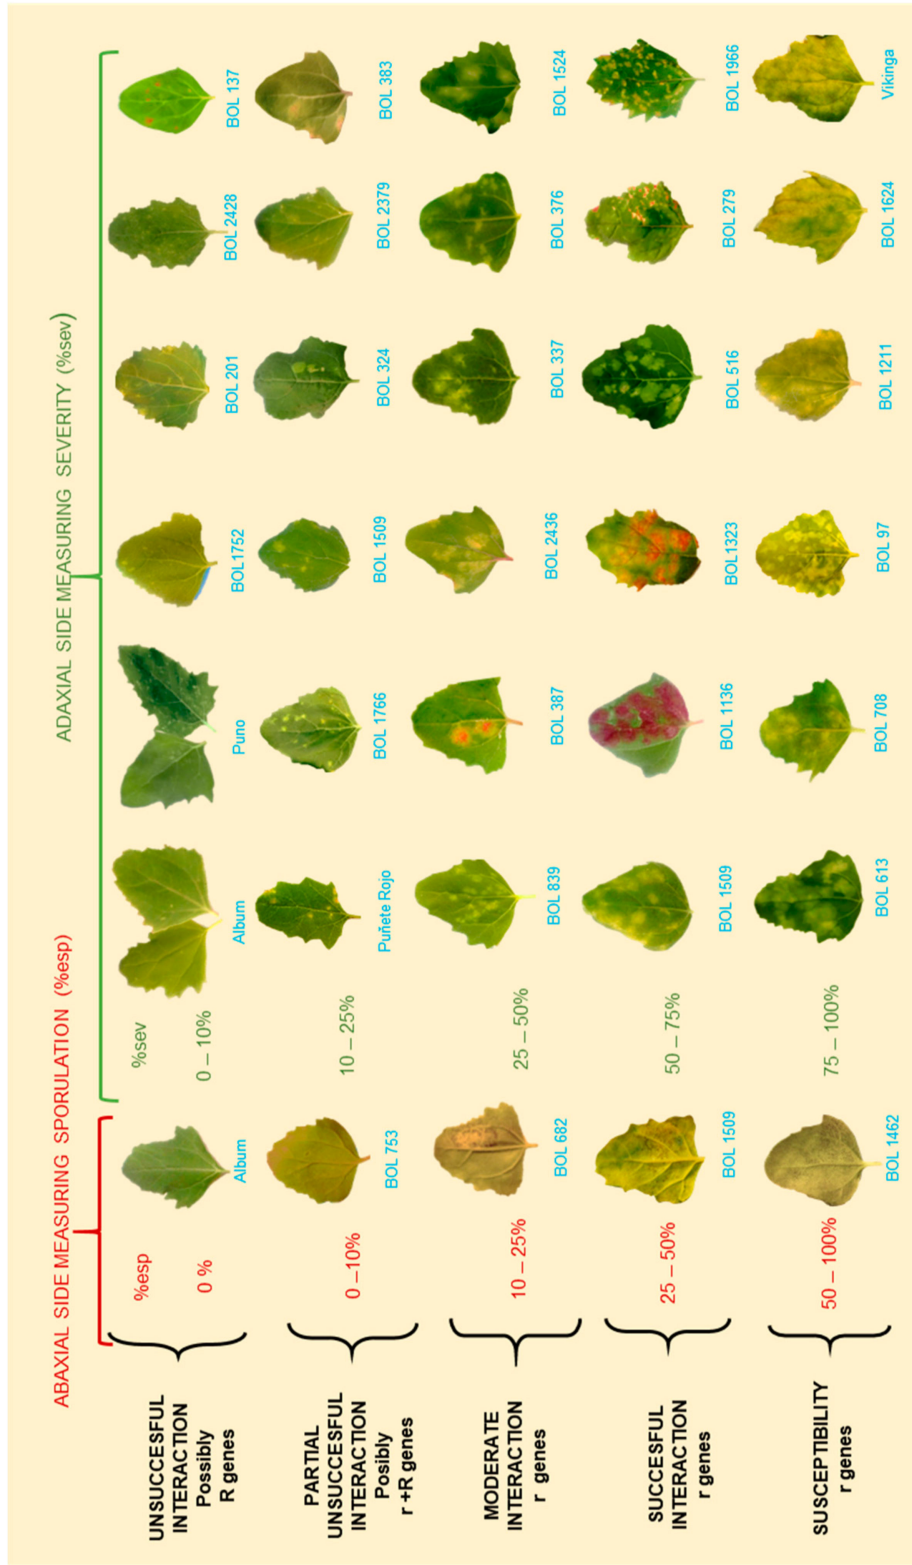 ABAXIAL SIDE MEASURING SPORULATION (%esp)
ADAXIAL SIDE MEASURING SEVERITY (%sev)
UNSUCCESFUL
INTERACTION
Possibly
R genes
%esp
0 %
Album
%sev
0 – 10%
Album
Puno
BOL 1752
BOL 201
BOL 2428
BOL 137
PARTIAL
UNSUCCESFUL
INTERACTION
Posibly
r +R genes
0 –10%
BOL 753
10 – 25%
Puñete Rojo
BOL 1766
BOL 1509
BOL 324
BOL 2379
BOL 383
MODERATE
INTERACTION
r genes
10 – 25%
BOL 682
25 – 50%
BOL 839
BOL 387
BOL 2436
BOL 337
BOL 376
BOL 1524
SUCCESFUL
INTERACTION
r genes
25 – 50%
BOL 1509
50 – 75%
BOL 1509
BOL 1136
BOL1323
BOL 516
BOL 279
BOL 1966
SUSCEPTIBILITY
r genes
50 – 100%
BOL 1462
75 – 100%
BOL 613
BOL 708
BOL 97
BOL 1211
BOL 1624
Vikinga